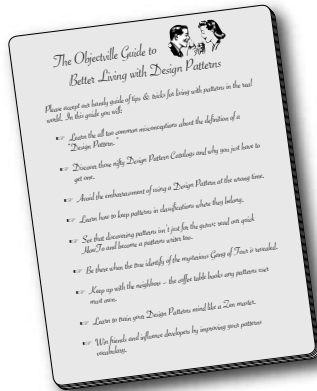 The Objectville Guide to
Better Living with Design Patterns
Please accept our handy guide of tips & tricks for living with patterns in the real
world. In this guide you will:
☞ Learn the all too common misconceptions about the definition of a
"Design Pattern."
☞ Discover those nifty Design Pattern Catalogs and why you just have to
get one.
☞ Avoid the embarrassment of using a Design Pattern at the wrong time.
☞ Learn how to keep patterns in classifications where they belong.
☞ See that discovering patterns isn't just for the gurus; read our quick
HowTo and become a patterns writer too.
☞ Be there when the true identify of the mysterious Gang of Four is revealed.
☞ Keep up with the neighbors – the coffee table books any patterns user
must own.
☞ Learn to train your Design Patterns mind like a Zen master.
☞ Win friends and influence developers by improving your patterns
vocabulary.